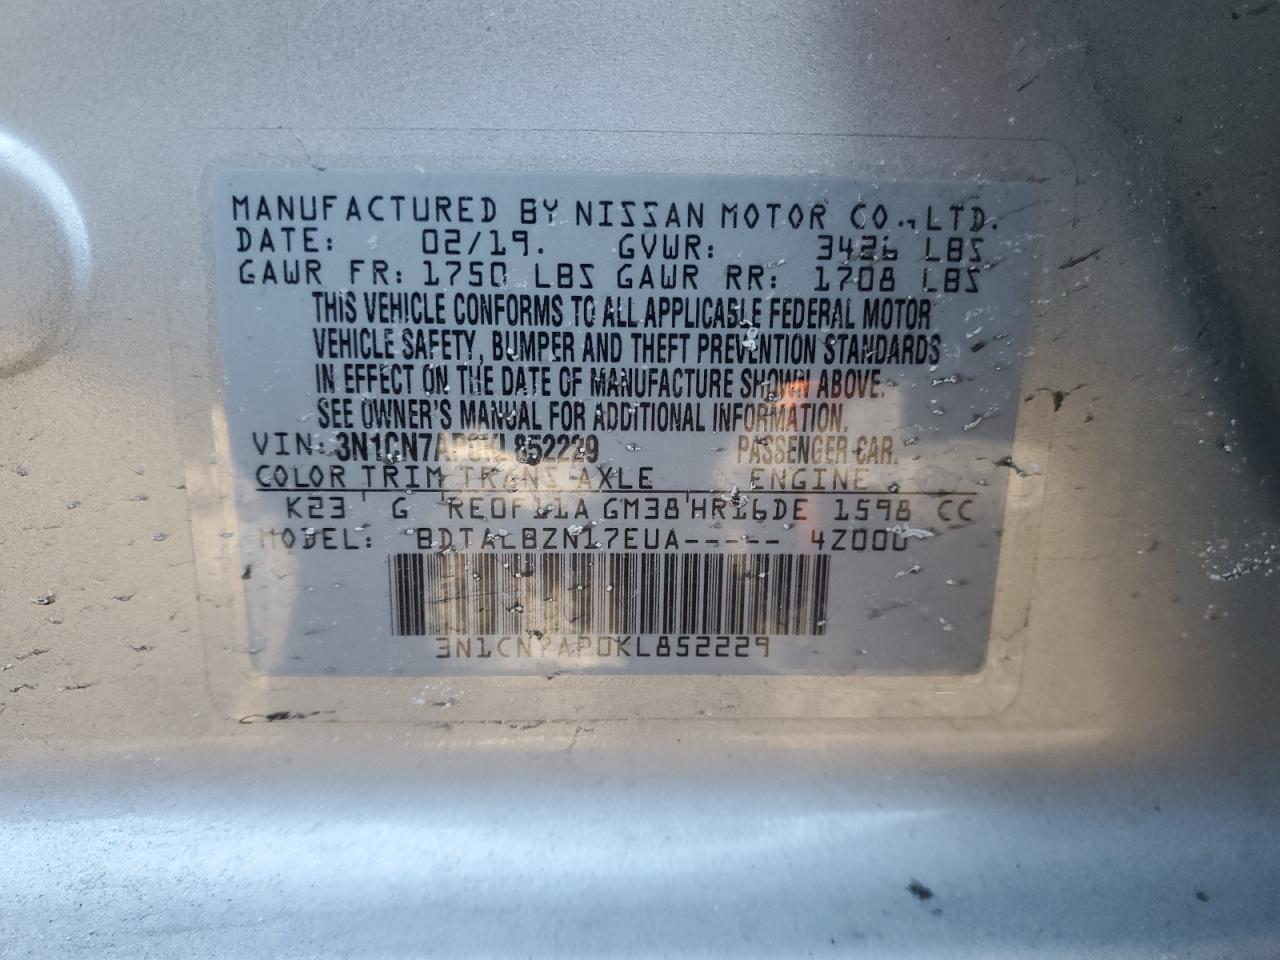 MANUFACTURED BY NISSAN MOTOR CO., LTD.
DATE: 02/19. GVWR: 3426 LBS
GAWR FR: 1750 LBS GAWR RR: 1708 LBS
THIS VEHICLE CONFORMS TO ALL APPLICABLE FEDERAL MOTOR
VEHICLE SAFETY, BUMPER AND THEFT PREVENTION STANDARDS
IN EFFECT ON THE DATE OF MANUFACTURE SHOWN ABOVE.
SEE OWNER'S MANUAL FOR ADDITIONAL INFORMATION.
VIN: 3N1CN7AP0KL852229 PASSENGER CAR.
COLOR TRIM TRANS AXLE ENGINE
K23 G RE0F11A GM38 HR16DE 1598 CC
MODEL: BDTALBZN17EUA----- 4Z000
3N1CN7AP0KL852229